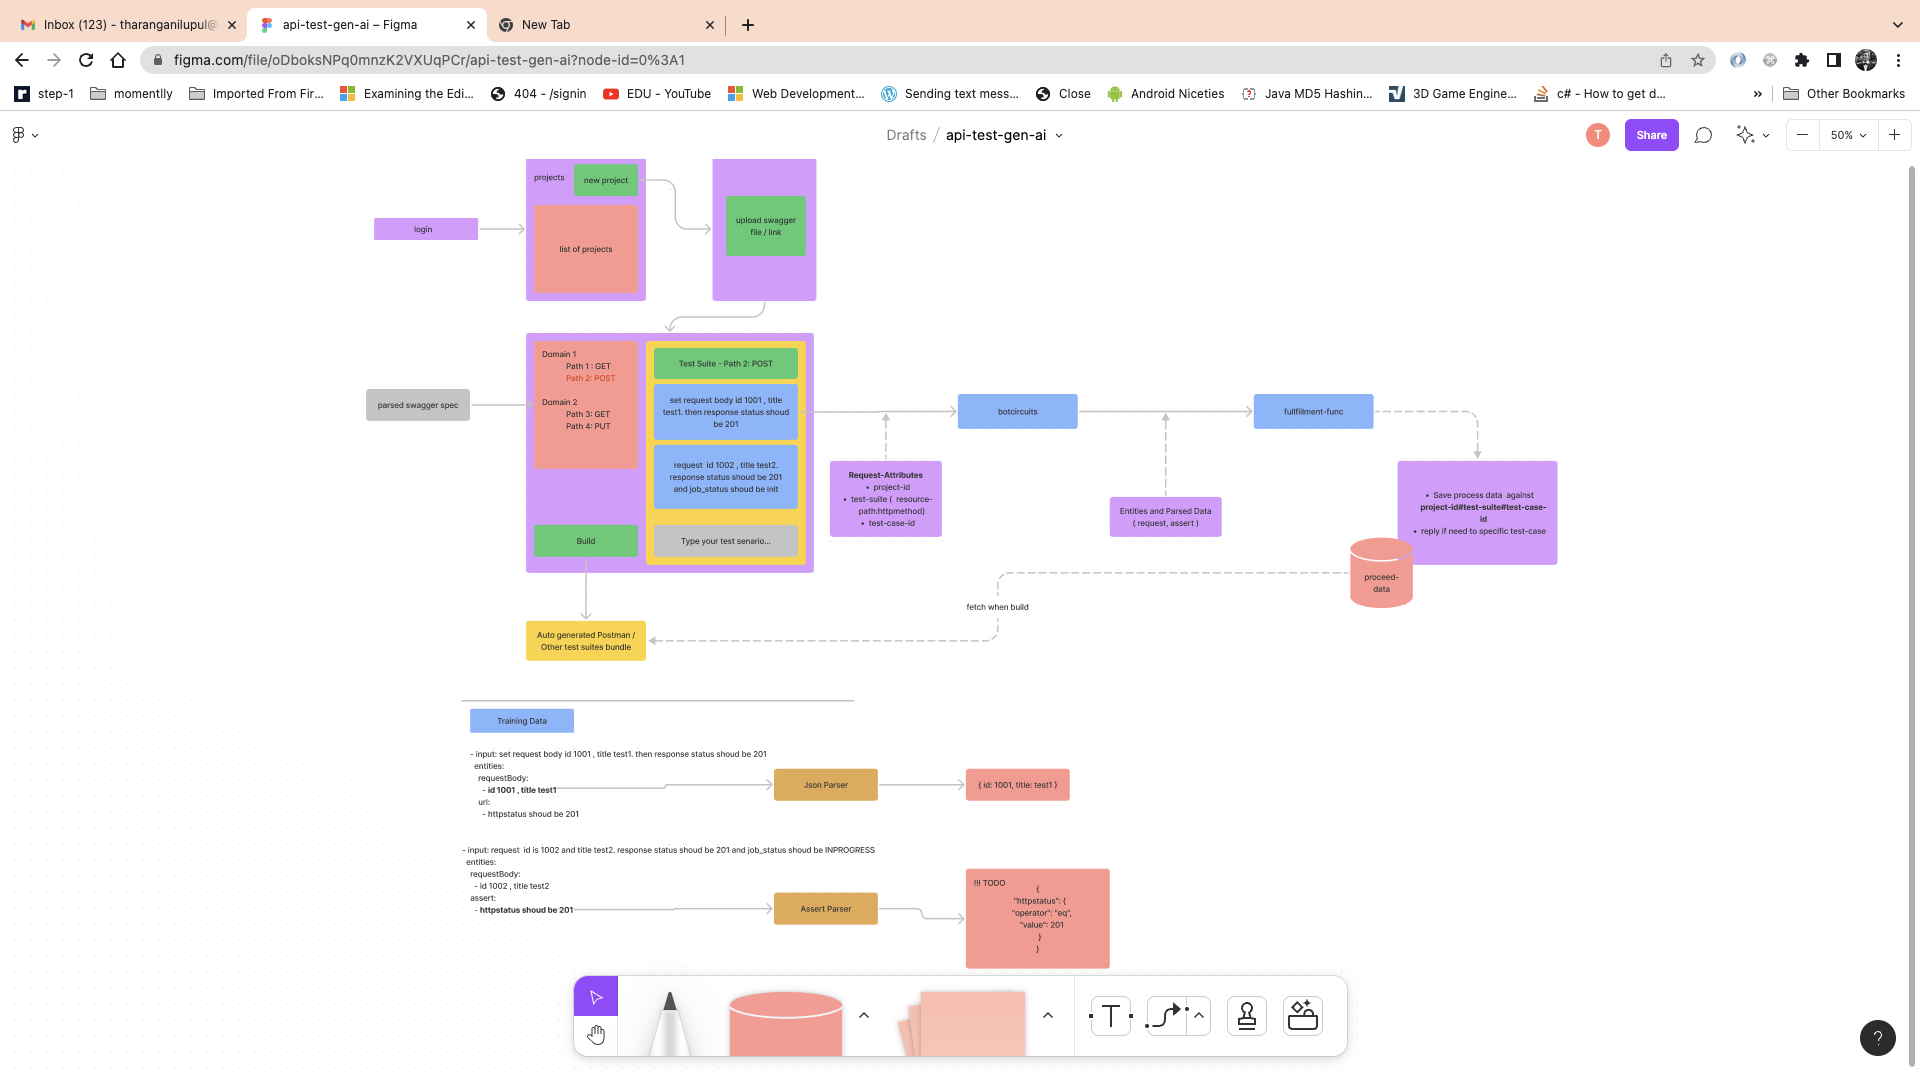 Inbox (123) - tharanganilupul@
api-test-gen-ai – Figma
New Tab
figma.com/file/oDboksNPq0mnzK2VXUqPCr/api-test-gen-ai?node-id=0%3A1
step-1
momentlly
Imported From Fir...
Examining the Edi...
404 - /signin
EDU - YouTube
Web Development...
Sending text mess...
Close
Android Niceties
Java MD5 Hashin...
3D Game Engine...
c# - How to get d...
»
Other Bookmarks
Drafts / api-test-gen-ai
T
Share
50%
projects
new project
login
list of projects
upload swagger
file / link
parsed swagger spec
Domain 1
Path 1 : GET
Path 2: POST
Domain 2
Path 3: GET
Path 4: PUT
Build
Test Suite - Path 2: POST
set request body id 1001 , title
test1. then response status shoud
be 201
request  id 1002 , title test2.
response status shoud be 201
and job_status shoud be init
Type your test senario...
botcircuits
fullfillment-func
Request-Attributes
• project-id
• test-suite (  resource-
path:httpmethod)
• test-case-id
Entities and Parsed Data
( request, assert )
• Save process data  against
project-id#test-suite#test-case-
id
• reply if need to specific test-case
proceed-
data
fetch when build
Auto generated Postman /
Other test suites bundle
Training Data
- input: set request body id 1001 , title test1. then response status shoud be 201
entities:
requestBody:
- id 1001 , title test1
url:
- httpstatus shoud be 201
Json Parser
{ id: 1001, title: test1 }
- input: request  id is 1002 and title test2. response status shoud be 201 and job_status shoud be INPROGRESS
entities:
requestBody:
- id 1002 , title test2
assert:
- httpstatus shoud be 201
Assert Parser
!!! TODO
{
"httpstatus": {
"operator": "eq",
"value": 201
}
}
T
?